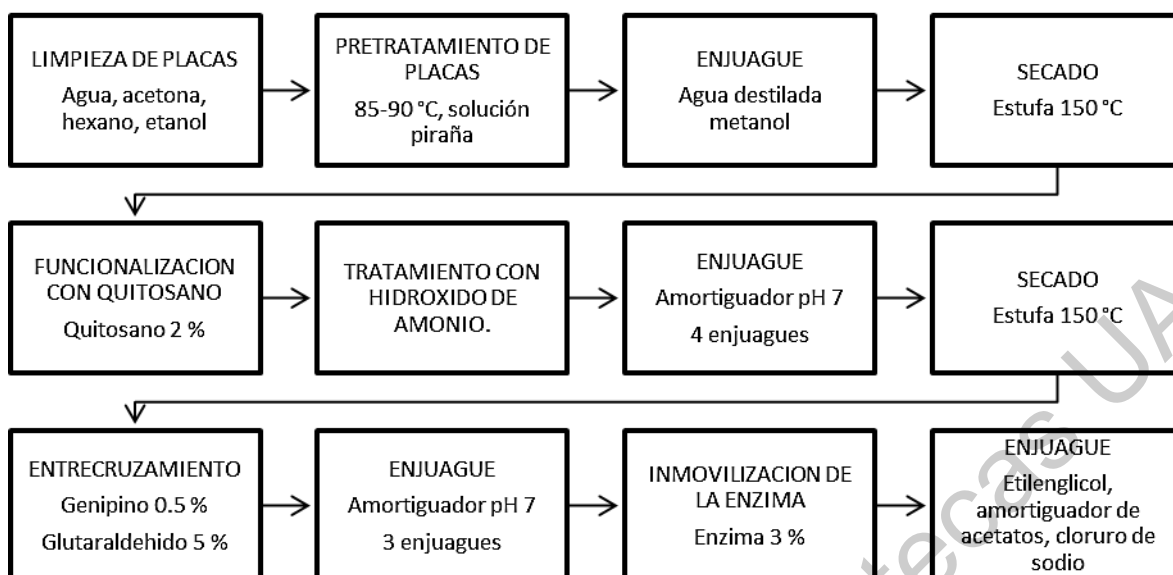 LIMPIEZA DE PLACAS
Agua, acetona,
hexano, etanol
PRETRATAMIENTO DE
PLACAS
85-90 °C, solución
piraña
ENJUAGUE
Agua destilada
metanol
SECADO
Estufa 150 °C
FUNCIONALIZACION
CON QUITOSANO
Quitosano 2 %
TRATAMIENTO CON
HIDROXIDO DE
AMONIO.
ENJUAGUE
Amortiguador pH 7
4 enjuagues
SECADO
Estufa 150 °C
ENTRECRUZAMIENTO
Genipino 0.5 %
Glutaraldehido 5 %
ENJUAGUE
Amortiguador pH 7
3 enjuagues
INMOVILIZACION DE
LA ENZIMA
Enzima 3 %
ENJUAGUE
Etilenglicol,
amortiguador de
acetatos, cloruro de
sodio